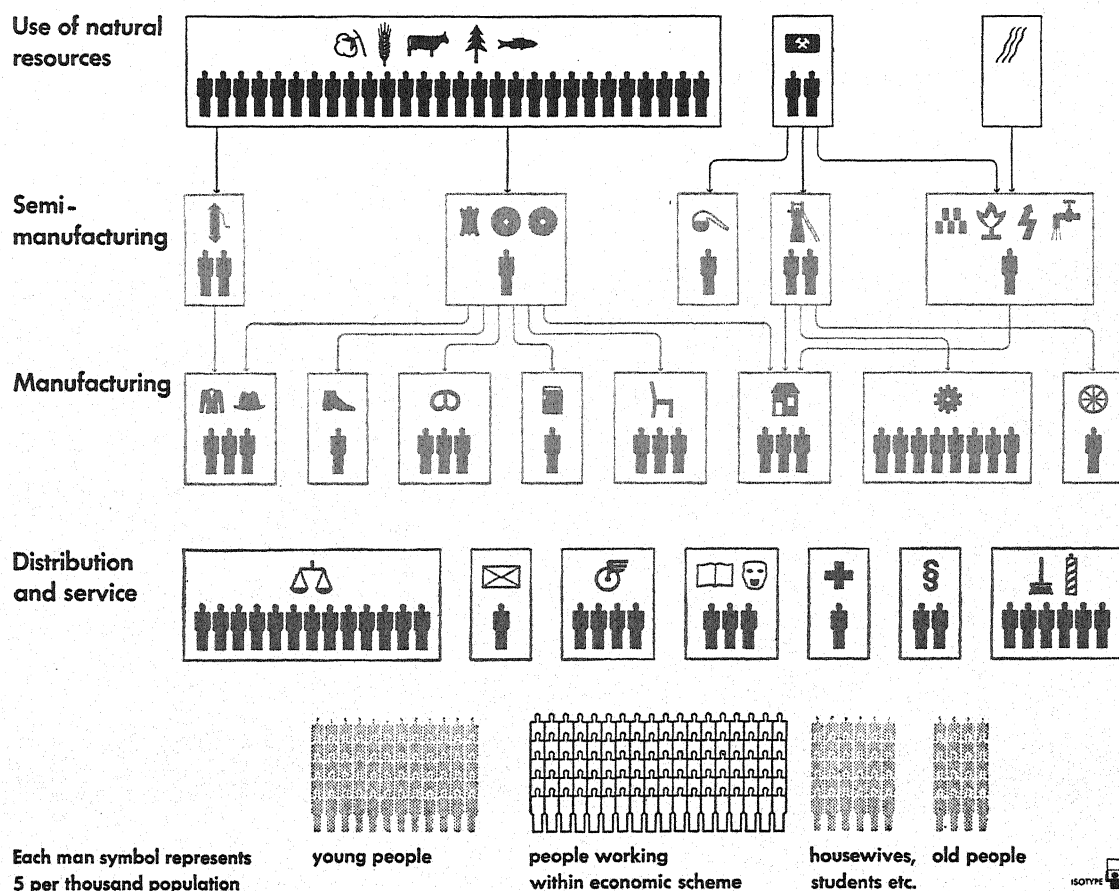 Use of natural
resources
Semi-
manufacturing
Manufacturing
Distribution
and service
§
Each man symbol represents
5 per thousand population
young people
people working
within economic scheme
housewives,
students etc.
old people
ISOTYPE